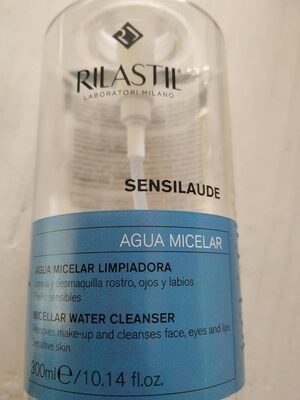 RILASTIL
LABORATORI MILANO
SENSILAUDE
AGUA MICELAR
AGUA MICELAR LIMPIADORA
Limpia y desmaquilla rostro, ojos y labios
Pieles sensibles
MICELLAR WATER CLEANSER
Removes make-up and cleanses face, eyes and lips
Sensitive skin
300ml℮/10.14 fl.oz.